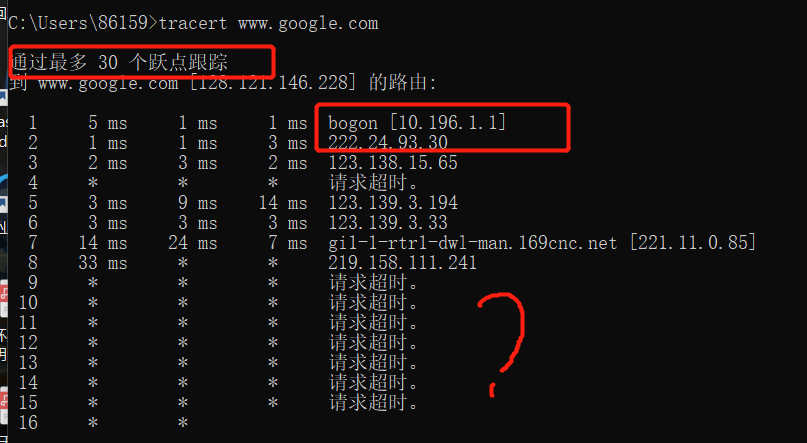 C:\Users\86159>tracert www.google.com
通过最多 30 个跃点跟踪
到 www.google.com [128.121.146.228] 的路由:
1 5 ms 1 ms 1 ms bogon [10.196.1.1]
2 1 ms 1 ms 3 ms 222.24.93.30
3 2 ms 3 ms 2 ms 123.138.15.65
4 * * * 请求超时。
5 3 ms 9 ms 14 ms 123.139.3.194
6 3 ms 3 ms 3 ms 123.139.3.33
7 14 ms 24 ms 7 ms gil-l-rtrl-dwl-man.169cnc.net [221.11.0.85]
8 33 ms * * 219.158.111.241
9 * * * 请求超时。
10 * * * 请求超时。
11 * * * 请求超时。
12 * * * 请求超时。
13 * * * 请求超时。
14 * * * 请求超时。
15 * * * 请求超时。
16 * *
?